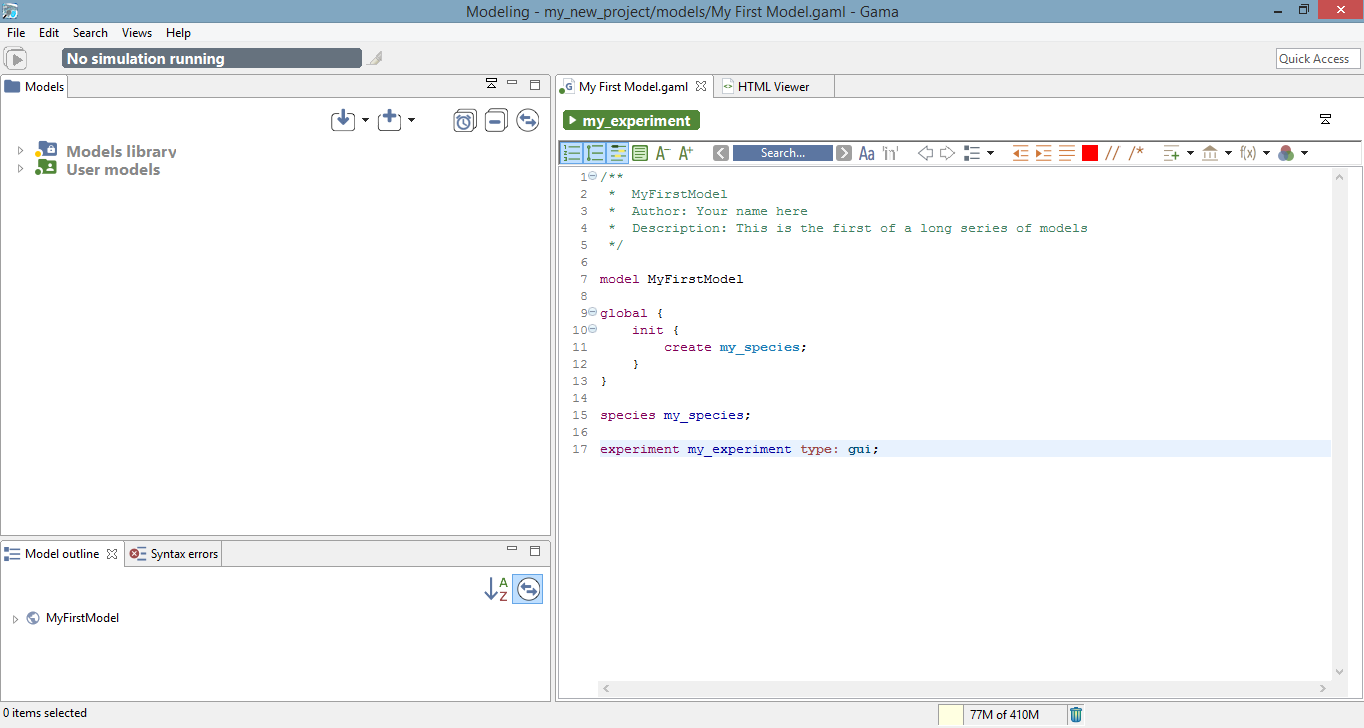 Modeling - my_new_project/models/My First Model.gaml - Gama
File Edit Search Views Help
No simulation running
Quick Access
Models
Models library
User models
Model outline
Syntax errors
A
Z
MyFirstModel
0 items selected
My First Model.gaml
HTML Viewer
my_experiment
A- A+ Search... Aa 'in' // /* f(x)
1 /**
2 * MyFirstModel
3 * Author: Your name here
4 * Description: This is the first of a long series of models
5 */
6
7 model MyFirstModel
8
9 global {
10 init {
11 create my_species;
12 }
13 }
14
15 species my_species;
16
17 experiment my_experiment type: gui;
77M of 410M